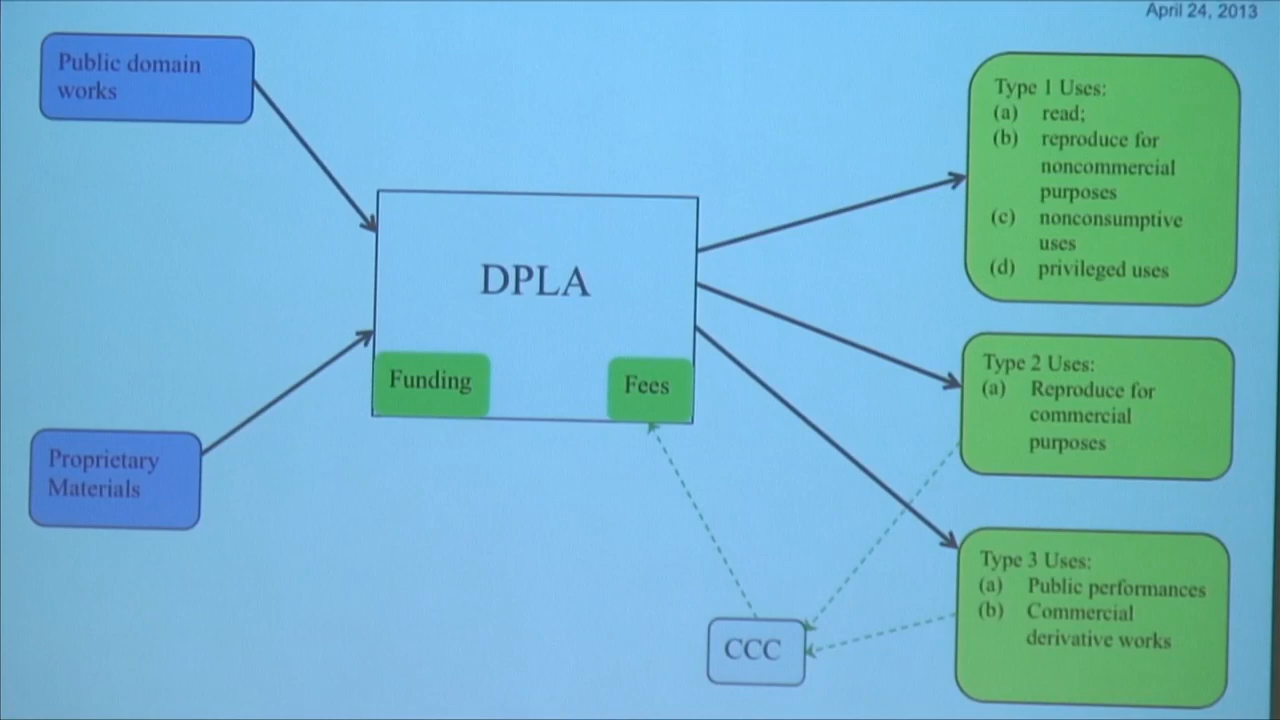 April 24, 2013
Public domain
works
Type 1 Uses:
(a) read;
(b) reproduce for
noncommercial
purposes
(c) nonconsumptive
uses
(d) privileged uses
DPLA
Funding
Fees
Type 2 Uses:
(a) Reproduce for
commercial
purposes
Proprietary
Materials
Type 3 Uses:
(a) Public performances
(b) Commercial
derivative works
CCC